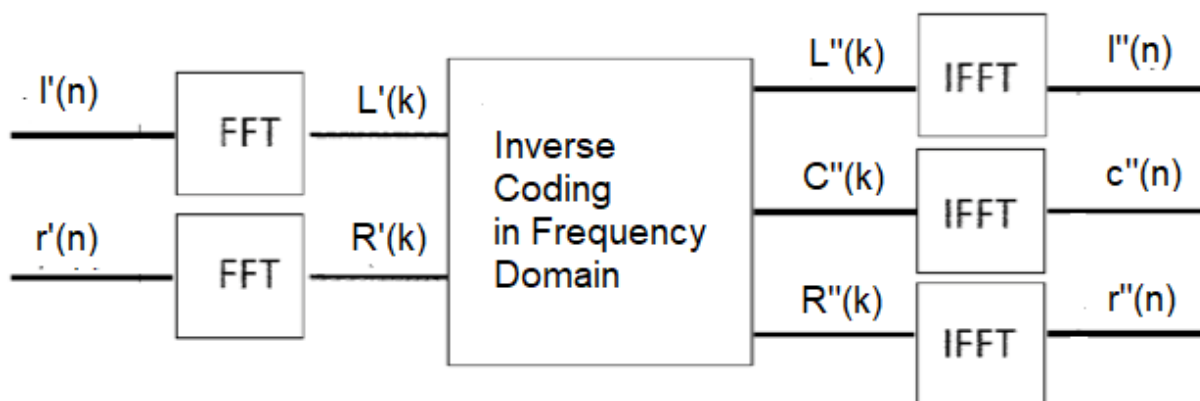 l'(n)
FFT
L'(k)
r'(n)
FFT
R'(k)
Inverse
Coding
in Frequency
Domain
L''(k)
IFFT
l''(n)
C''(k)
IFFT
c''(n)
R''(k)
IFFT
r''(n)